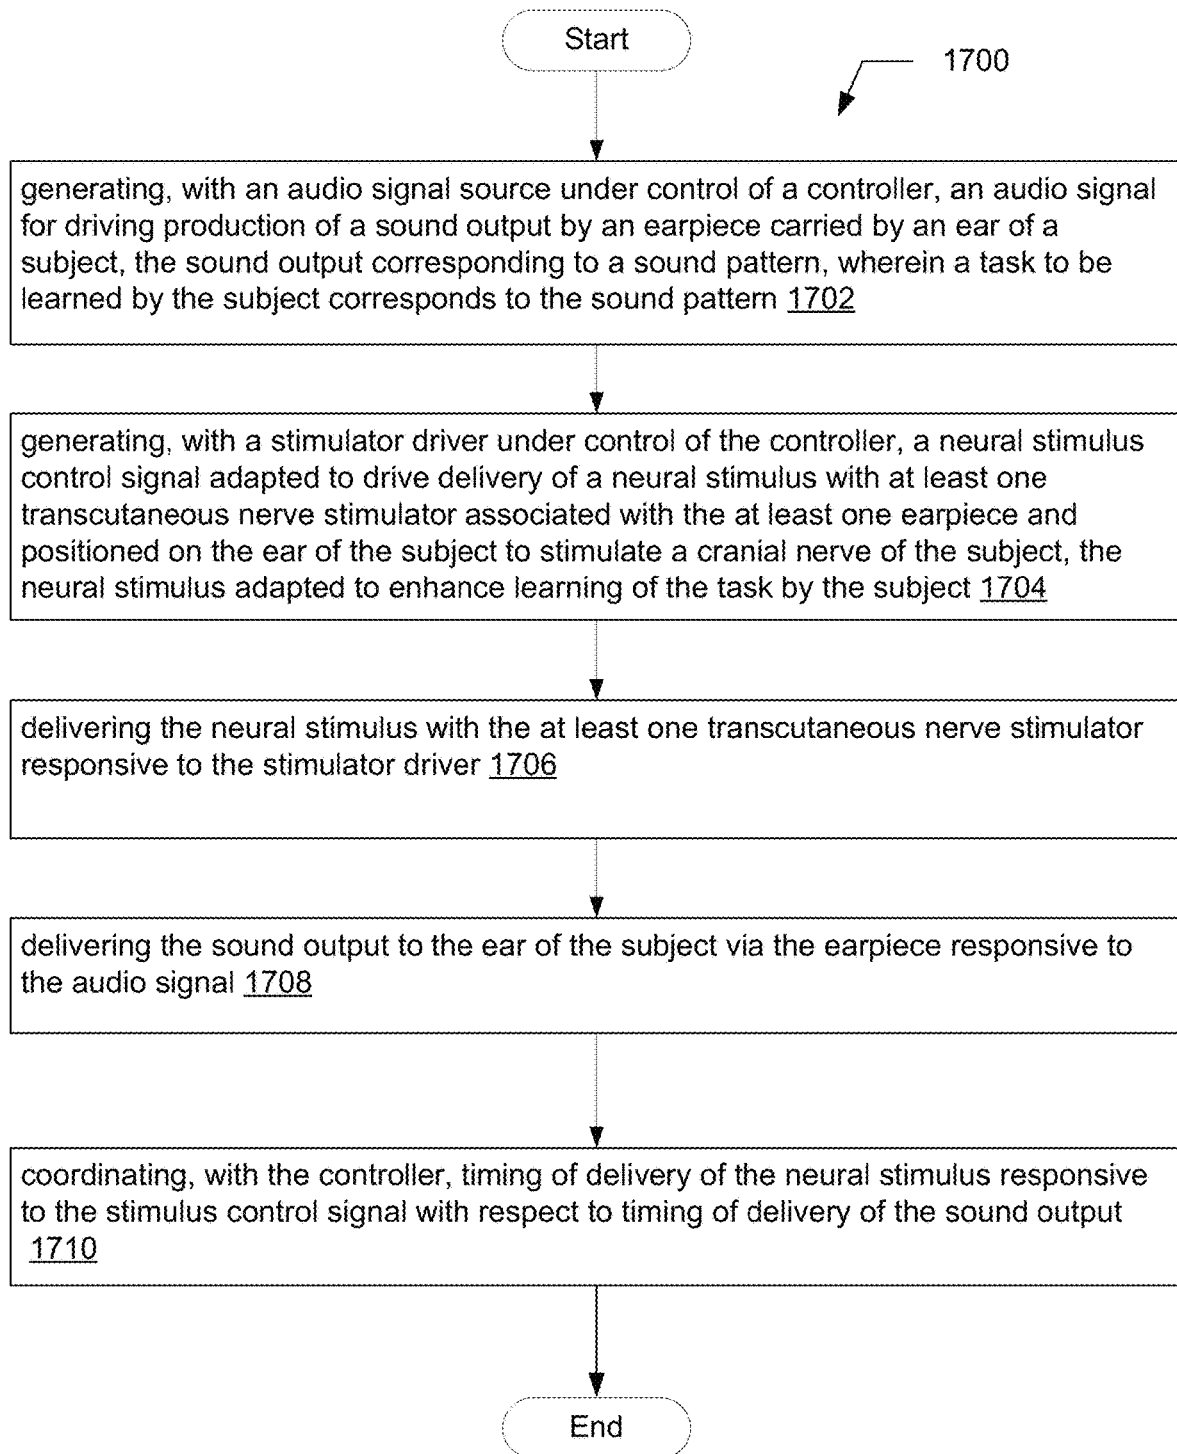 Start
1700
generating, with an audio signal source under control of a controller, an audio signal
for driving production of a sound output by an earpiece carried by an ear of a
subject, the sound output corresponding to a sound pattern, wherein a task to be
learned by the subject corresponds to the sound pattern 1702
generating, with a stimulator driver under control of the controller, a neural stimulus
control signal adapted to drive delivery of a neural stimulus with at least one
transcutaneous nerve stimulator associated with the at least one earpiece and
positioned on the ear of the subject to stimulate a cranial nerve of the subject, the
neural stimulus adapted to enhance learning of the task by the subject 1704
delivering the neural stimulus with the at least one transcutaneous nerve stimulator
responsive to the stimulator driver 1706
delivering the sound output to the ear of the subject via the earpiece responsive to
the audio signal 1708
coordinating, with the controller, timing of delivery of the neural stimulus responsive
to the stimulus control signal with respect to timing of delivery of the sound output
1710
End